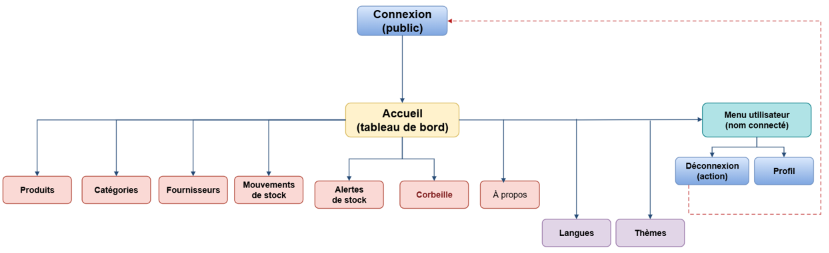 Connexion
(public)
Accueil
(tableau de bord)
Menu utilisateur
(nom connecté)
Déconnexion
(action)
Profil
Produits
Catégories
Fournisseurs
Mouvements
de stock
Alertes
de stock
Corbeille
À propos
Langues
Thèmes